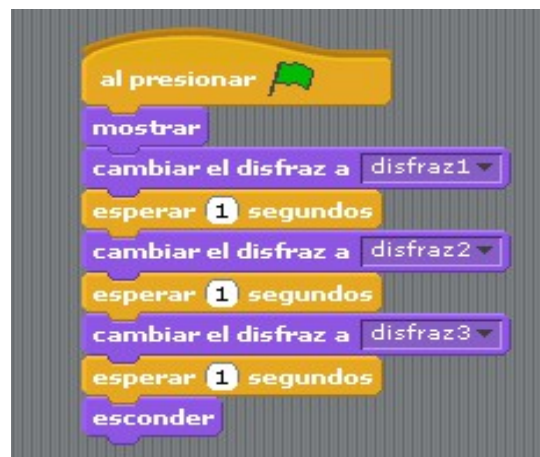 al presionar
mostrar
cambiar el disfraz a disfraz1
esperar 1 segundos
cambiar el disfraz a disfraz2
esperar 1 segundos
cambiar el disfraz a disfraz3
esperar 1 segundos
esconder